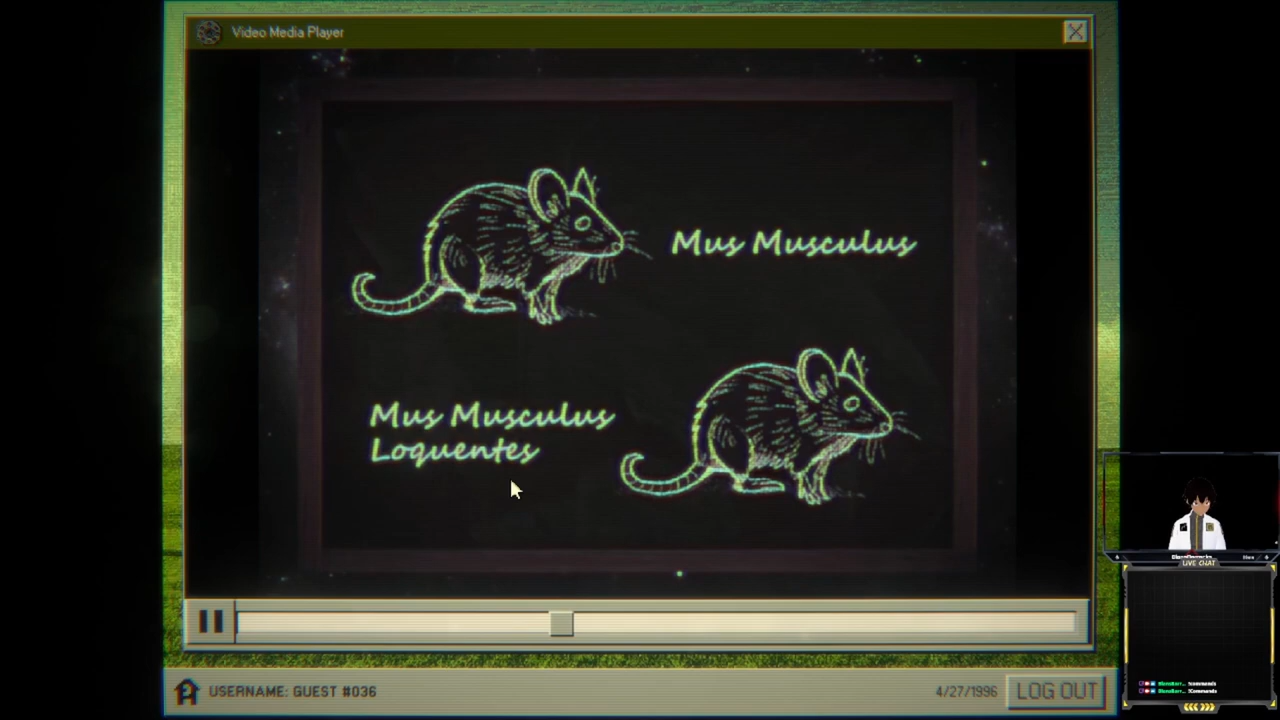 Video Media Player
Mus Musculus
Mus Musculus
Loquentes
USERNAME: GUEST #036
4/27/1996
LOG OUT
LIVE CHAT